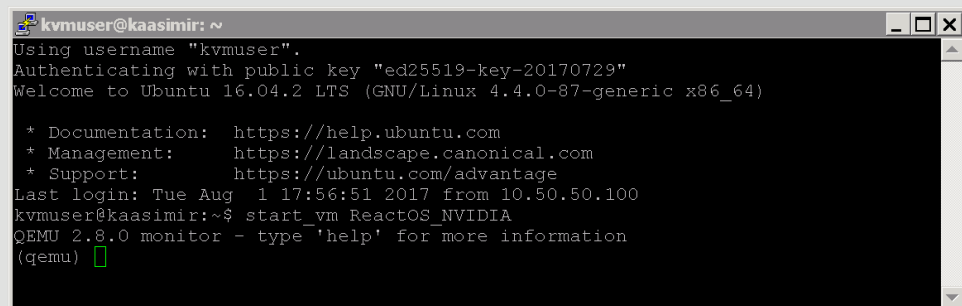 kvmuser@kaasimir: ~
Using username "kvmuser".
Authenticating with public key "ed25519-key-20170729"
Welcome to Ubuntu 16.04.2 LTS (GNU/Linux 4.4.0-87-generic x86_64)
* Documentation:  https://help.ubuntu.com
* Management:     https://landscape.canonical.com
* Support:        https://ubuntu.com/advantage
Last login: Tue Aug  1 17:56:51 2017 from 10.50.50.100
kvmuser@kaasimir:~$ start_vm ReactOS_NVIDIA
QEMU 2.8.0 monitor - type 'help' for more information
(qemu)